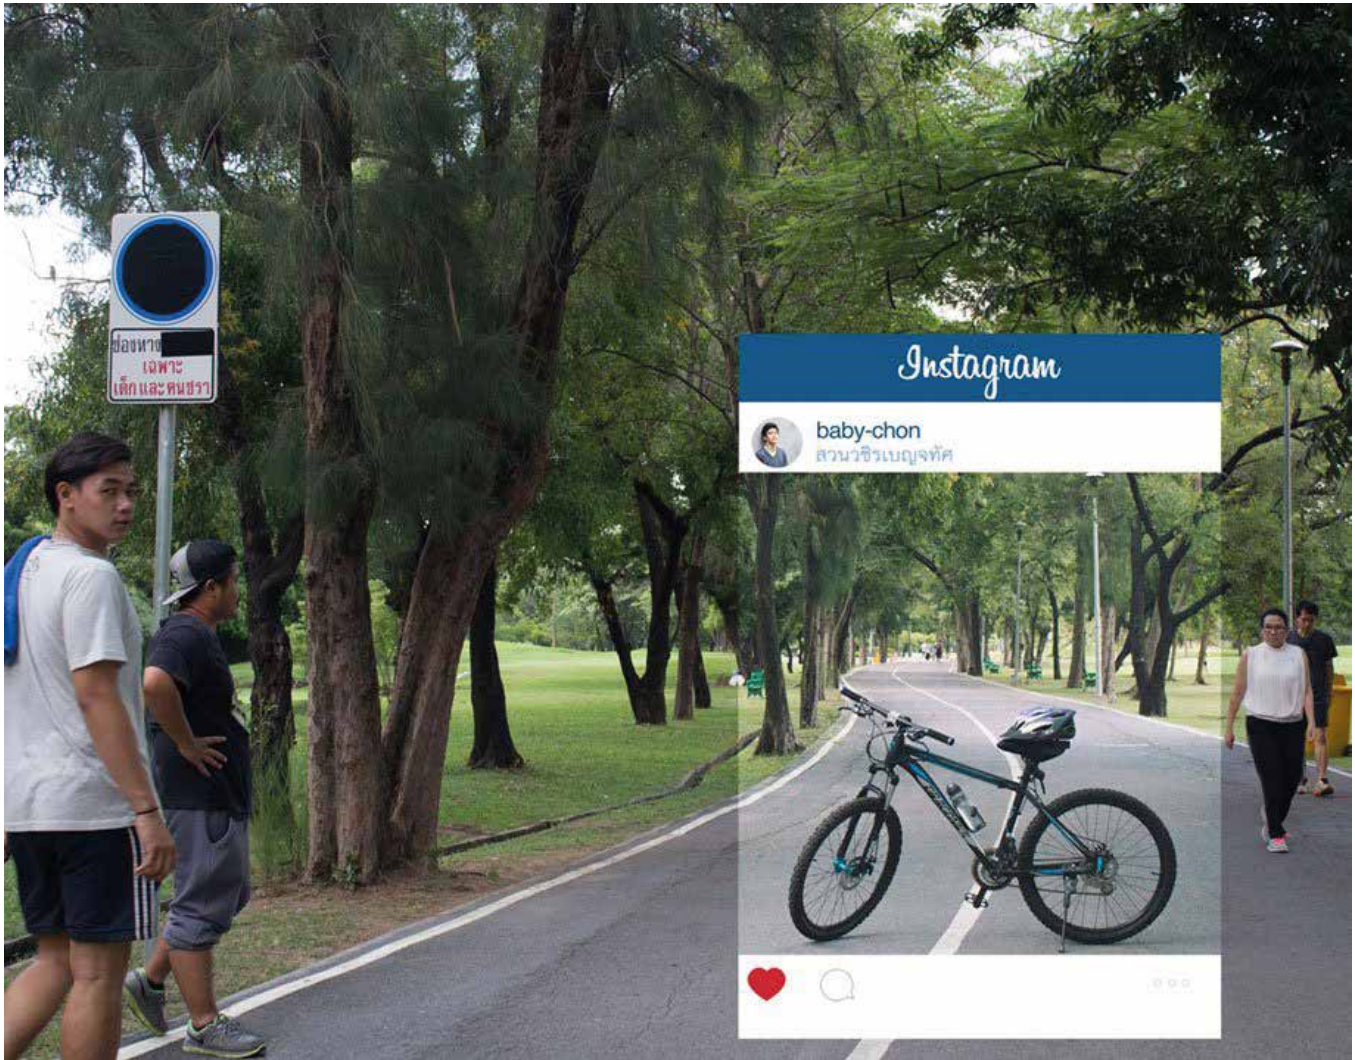 ช่องทาง
เฉพาะ
เด็กและคนชรา
Instagram
baby-chon
สวนวชิรเบญจทัศ